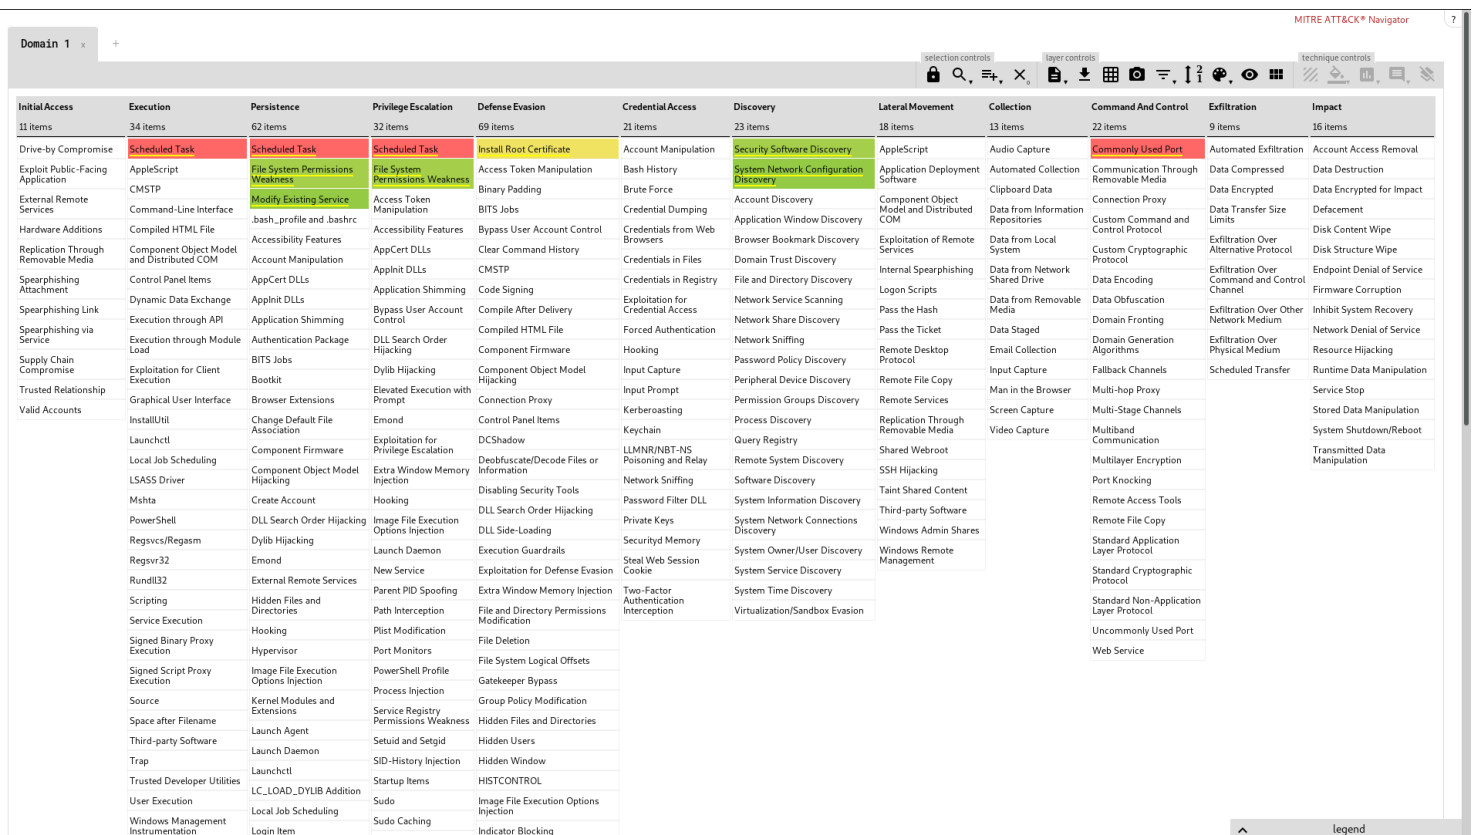 MITRE ATT&CK® Navigator
?
Domain 1 x +
selection controls
layer controls
technique controls
Initial Access
11 items
Drive-by Compromise
Exploit Public-Facing
Application
External Remote
Services
Hardware Additions
Replication Through
Removable Media
Spearphishing
Attachment
Spearphishing Link
Spearphishing via
Service
Supply Chain
Compromise
Trusted Relationship
Valid Accounts
Execution
34 items
Scheduled Task
AppleScript
CMSTP
Command-Line Interface
Compiled HTML File
Component Object Model
and Distributed COM
Control Panel Items
Dynamic Data Exchange
Execution through API
Execution through Module
Load
Exploitation for Client
Execution
Graphical User Interface
InstallUtil
Launchctl
Local Job Scheduling
LSASS Driver
Mshta
PowerShell
Regsvcs/Regasm
Regsvr32
Rundll32
Scripting
Service Execution
Signed Binary Proxy
Execution
Signed Script Proxy
Execution
Source
Space after Filename
Third-party Software
Trap
Trusted Developer Utilities
User Execution
Windows Management
Instrumentation
Persistence
62 items
Scheduled Task
File System Permissions
Weakness
Modify Existing Service
.bash_profile and .bashrc
Accessibility Features
Account Manipulation
AppCert DLLs
AppInit DLLs
Application Shimming
Authentication Package
BITS Jobs
Bootkit
Browser Extensions
Change Default File
Association
Component Firmware
Component Object Model
Hijacking
Create Account
DLL Search Order Hijacking
Dylib Hijacking
Emond
External Remote Services
Hidden Files and
Directories
Hooking
Hypervisor
Image File Execution
Options Injection
Kernel Modules and
Extensions
Launch Agent
Launch Daemon
Launchctl
LC_LOAD_DYLIB Addition
Local Job Scheduling
Login Item
Privilege Escalation
32 items
Scheduled Task
File System
Permissions Weakness
Access Token
Manipulation
Accessibility Features
AppCert DLLs
AppInit DLLs
Application Shimming
Bypass User Account
Control
DLL Search Order
Hijacking
Dylib Hijacking
Elevated Execution with
Prompt
Emond
Exploitation for
Privilege Escalation
Extra Window Memory
Injection
Hooking
Image File Execution
Options Injection
Launch Daemon
New Service
Parent PID Spoofing
Path Interception
Plist Modification
Port Monitors
PowerShell Profile
Process Injection
Service Registry
Permissions Weakness
Setuid and Setgid
SID-History Injection
Startup Items
Sudo
Sudo Caching
Defense Evasion
69 items
Install Root Certificate
Access Token Manipulation
Binary Padding
BITS Jobs
Bypass User Account Control
Clear Command History
CMSTP
Code Signing
Compile After Delivery
Compiled HTML File
Component Firmware
Component Object Model
Hijacking
Connection Proxy
Control Panel Items
DCShadow
Deobfuscate/Decode Files or
Information
Disabling Security Tools
DLL Search Order Hijacking
DLL Side-Loading
Execution Guardrails
Exploitation for Defense Evasion
Extra Window Memory Injection
File and Directory Permissions
Modification
File Deletion
File System Logical Offsets
Gatekeeper Bypass
Group Policy Modification
Hidden Files and Directories
Hidden Users
Hidden Window
HISTCONTROL
Image File Execution Options
Injection
Indicator Blocking
Credential Access
21 items
Account Manipulation
Bash History
Brute Force
Credential Dumping
Credentials from Web
Browsers
Credentials in Files
Credentials in Registry
Exploitation for
Credential Access
Forced Authentication
Hooking
Input Capture
Input Prompt
Kerberoasting
Keychain
LLMNR/NBT-NS
Poisoning and Relay
Network Sniffing
Password Filter DLL
Private Keys
Securityd Memory
Steal Web Session
Cookie
Two-Factor
Authentication
Interception
Discovery
23 items
Security Software Discovery
System Network Configuration
Discovery
Account Discovery
Application Window Discovery
Browser Bookmark Discovery
Domain Trust Discovery
File and Directory Discovery
Network Service Scanning
Network Share Discovery
Network Sniffing
Password Policy Discovery
Peripheral Device Discovery
Permission Groups Discovery
Process Discovery
Query Registry
Remote System Discovery
Software Discovery
System Information Discovery
System Network Connections
Discovery
System Owner/User Discovery
System Service Discovery
System Time Discovery
Virtualization/Sandbox Evasion
Lateral Movement
18 items
AppleScript
Application Deployment
Software
Component Object
Model and Distributed
COM
Exploitation of Remote
Services
Internal Spearphishing
Logon Scripts
Pass the Hash
Pass the Ticket
Remote Desktop
Protocol
Remote File Copy
Remote Services
Replication Through
Removable Media
Shared Webroot
SSH Hijacking
Taint Shared Content
Third-party Software
Windows Admin Shares
Windows Remote
Management
Collection
13 items
Audio Capture
Automated Collection
Clipboard Data
Data from Information
Repositories
Data from Local
System
Data from Network
Shared Drive
Data from Removable
Media
Data Staged
Email Collection
Input Capture
Man in the Browser
Screen Capture
Video Capture
Command And Control
22 items
Commonly Used Port
Communication Through
Removable Media
Connection Proxy
Custom Command and
Control Protocol
Custom Cryptographic
Protocol
Data Encoding
Data Obfuscation
Domain Fronting
Domain Generation
Algorithms
Fallback Channels
Multi-hop Proxy
Multi-Stage Channels
Multiband
Communication
Multilayer Encryption
Port Knocking
Remote Access Tools
Remote File Copy
Standard Application
Layer Protocol
Standard Cryptographic
Protocol
Standard Non-Application
Layer Protocol
Uncommonly Used Port
Web Service
Exfiltration
9 items
Automated Exfiltration
Data Compressed
Data Encrypted
Data Transfer Size
Limits
Exfiltration Over
Alternative Protocol
Exfiltration Over
Command and Control
Channel
Exfiltration Over Other
Network Medium
Exfiltration Over
Physical Medium
Scheduled Transfer
Impact
16 items
Account Access Removal
Data Destruction
Data Encrypted for Impact
Defacement
Disk Content Wipe
Disk Structure Wipe
Endpoint Denial of Service
Firmware Corruption
Inhibit System Recovery
Network Denial of Service
Resource Hijacking
Runtime Data Manipulation
Service Stop
Stored Data Manipulation
System Shutdown/Reboot
Transmitted Data
Manipulation
legend